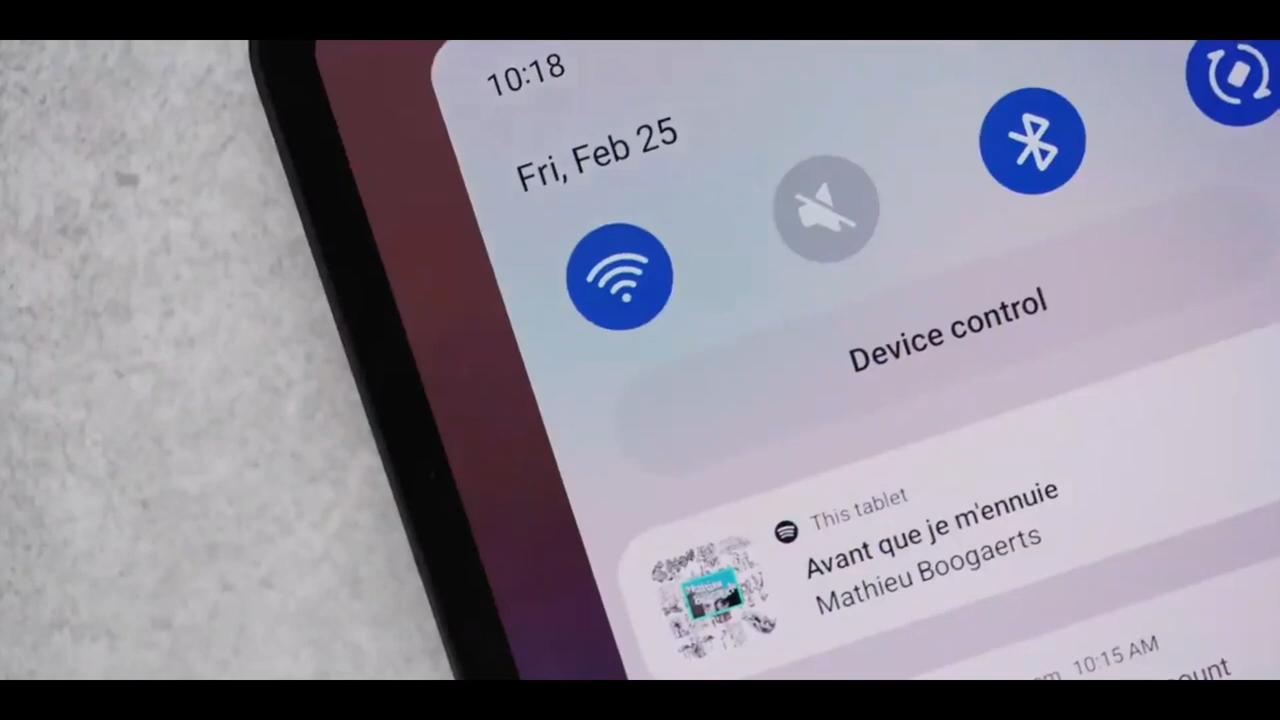 10:18
Fri, Feb 25
Device control
This tablet
Avant que je m'ennuie
Mathieu Boogaerts
10:15 AM